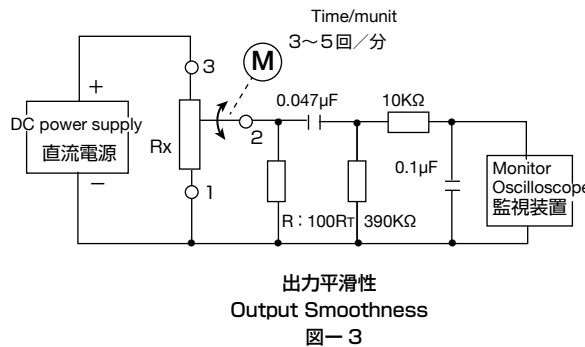 Time/munit
3～5回／分
M
3
+
DC power supply
直流電源
−
Rx
2
1
0.047μF
10KΩ
0.1μF
R：100RT
390KΩ
Monitor
Oscilloscope
監視装置
出力平滑性
Output Smoothness
図ー3